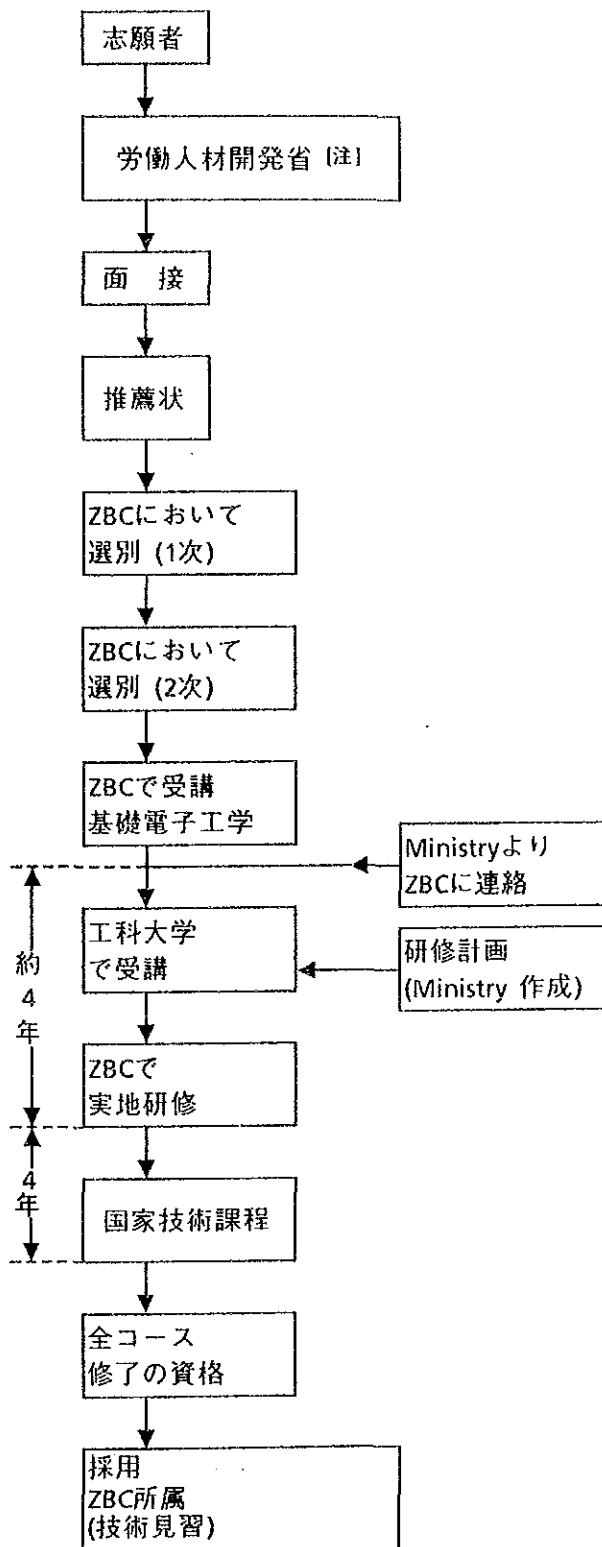 志願者
労働人材開発省 [注]
面 接
推薦状
ZBCにおいて
選別 (1次)
ZBCにおいて
選別 (2次)
ZBCで受講
基礎電子工学
Ministryより
ZBCに連絡
工科大学
で受講
研修計画
(Ministry 作成)
約4年
ZBCで
実地研修
4年
国家技術課程
全コース
修了の資格
採用
ZBC所属
(技術見習)